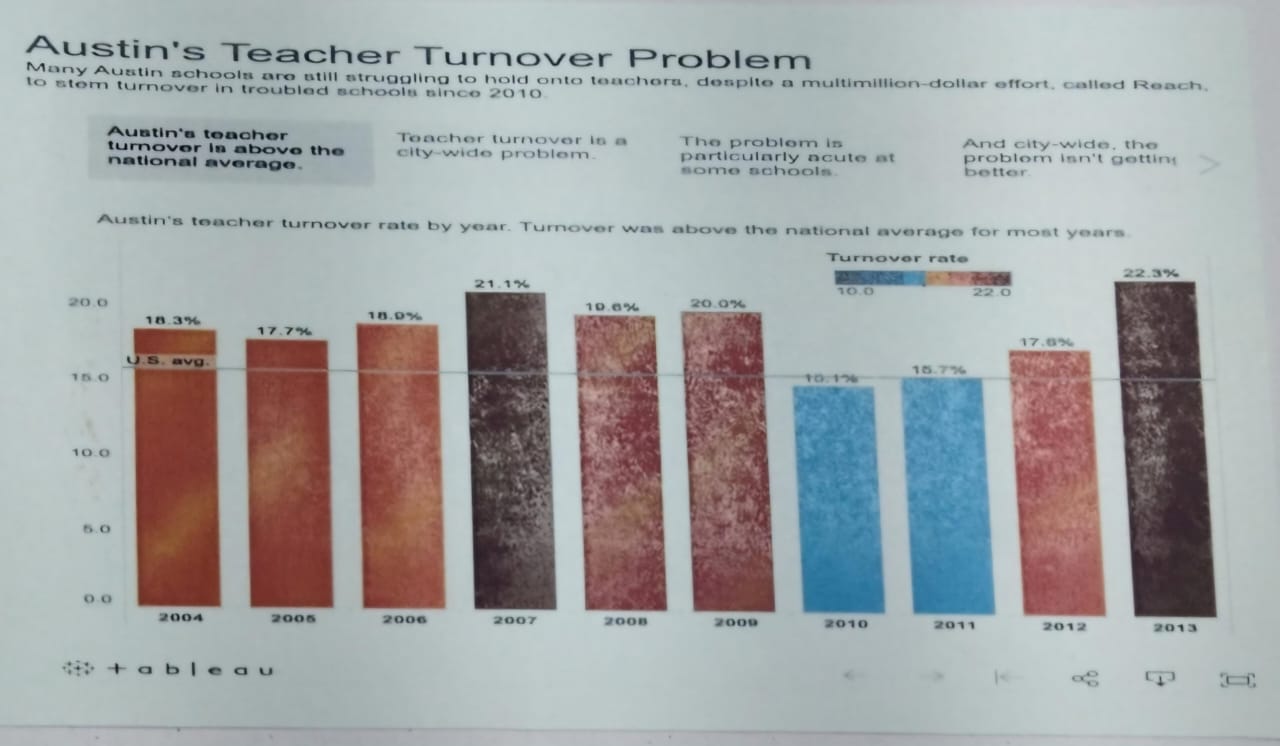 Austin's Teacher Turnover Problem
Many Austin schools are still struggling to hold onto teachers, despite a multimillion-dollar effort, called Reach,
to stem turnover in troubled schools since 2010.
Austin's teacher
turnover is above the
national average.
Teacher turnover is a
city-wide problem.
The problem is
particularly acute at
some schools.
And city-wide, the
problem isn't getting
better.
Austin's teacher turnover rate by year. Turnover was above the national average for most years.
Turnover rate
10.0 22.0
20.0
15.0
10.0
5.0
0.0
U.S. avg.
18.3%
17.7%
18.9%
21.1%
19.6%
20.0%
15.1%
15.7%
22.3%
2004 2005 2006 2007 2008 2009 2010 2011 2012 2013
+ a b l e a u